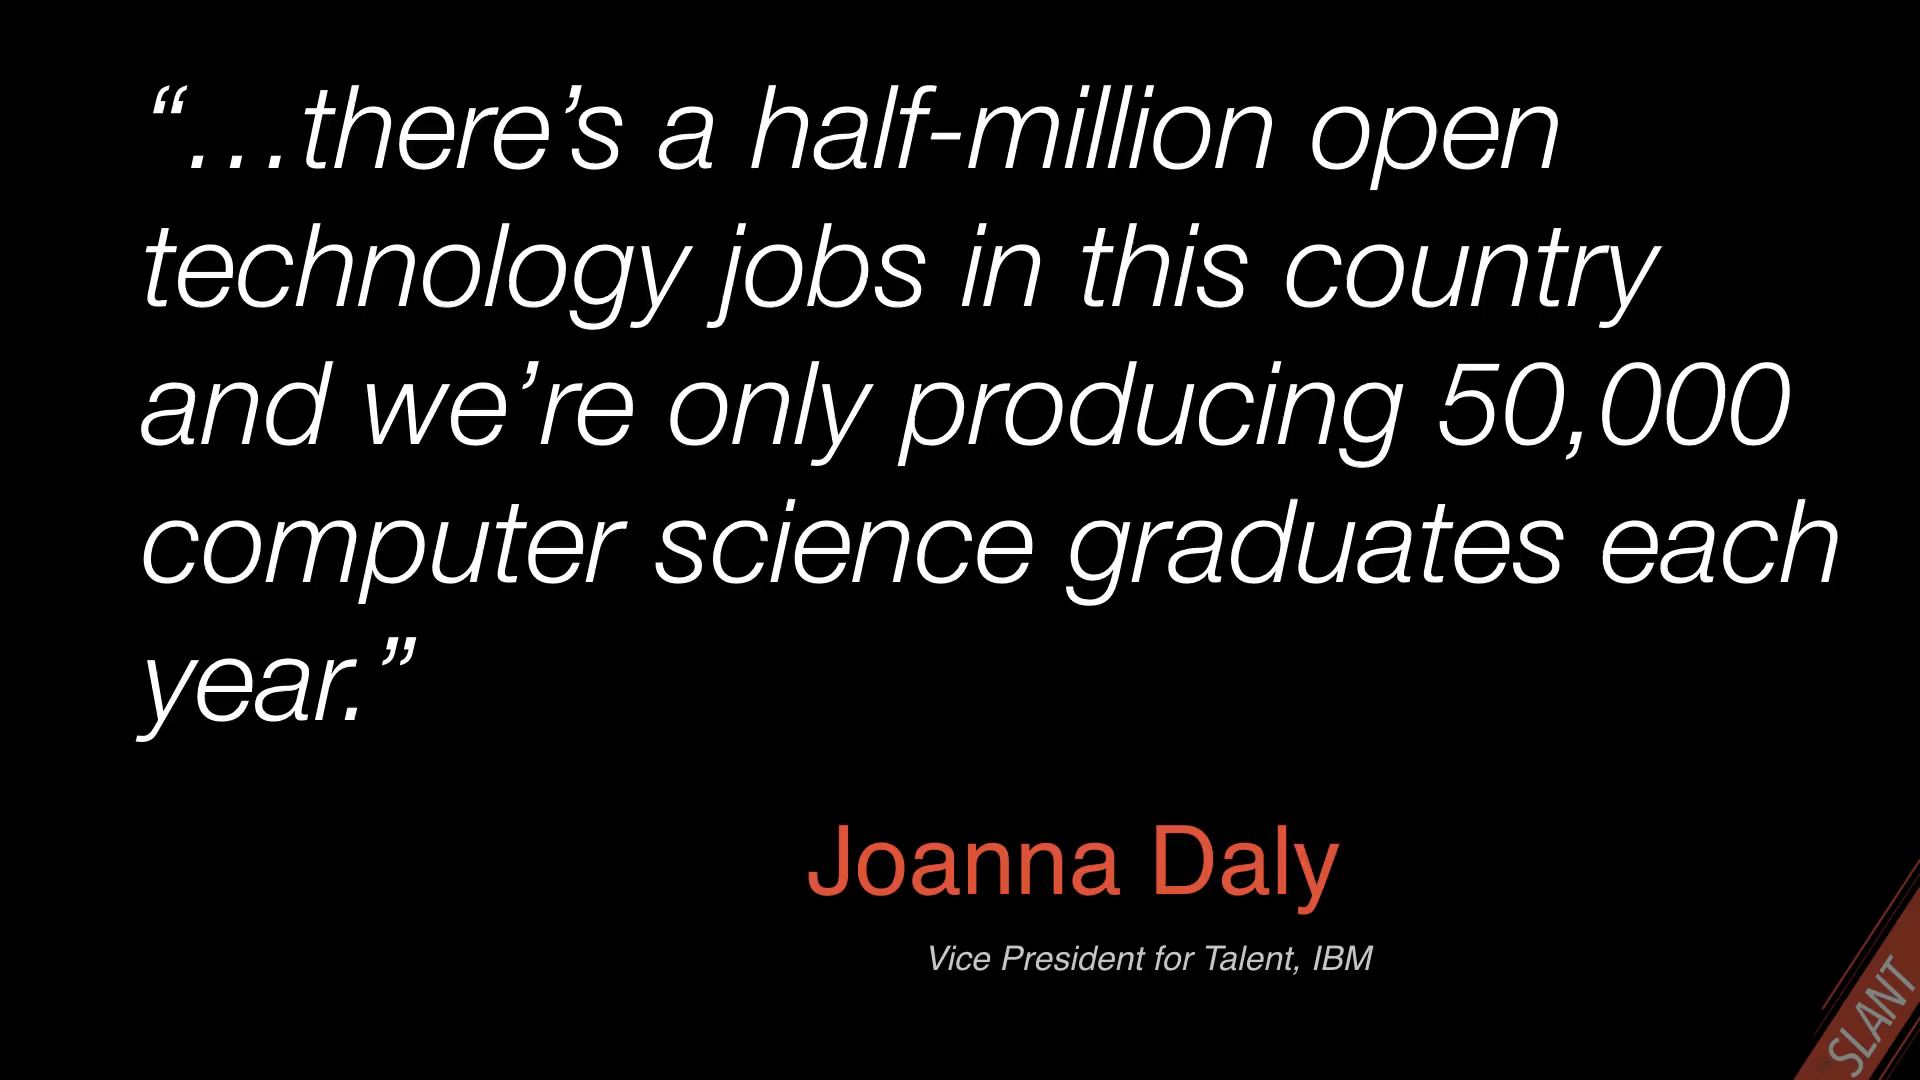 “…there’s a half-million open
technology jobs in this country
and we’re only producing 50,000
computer science graduates each
year.”
Joanna Daly
Vice President for Talent, IBM
SLANT